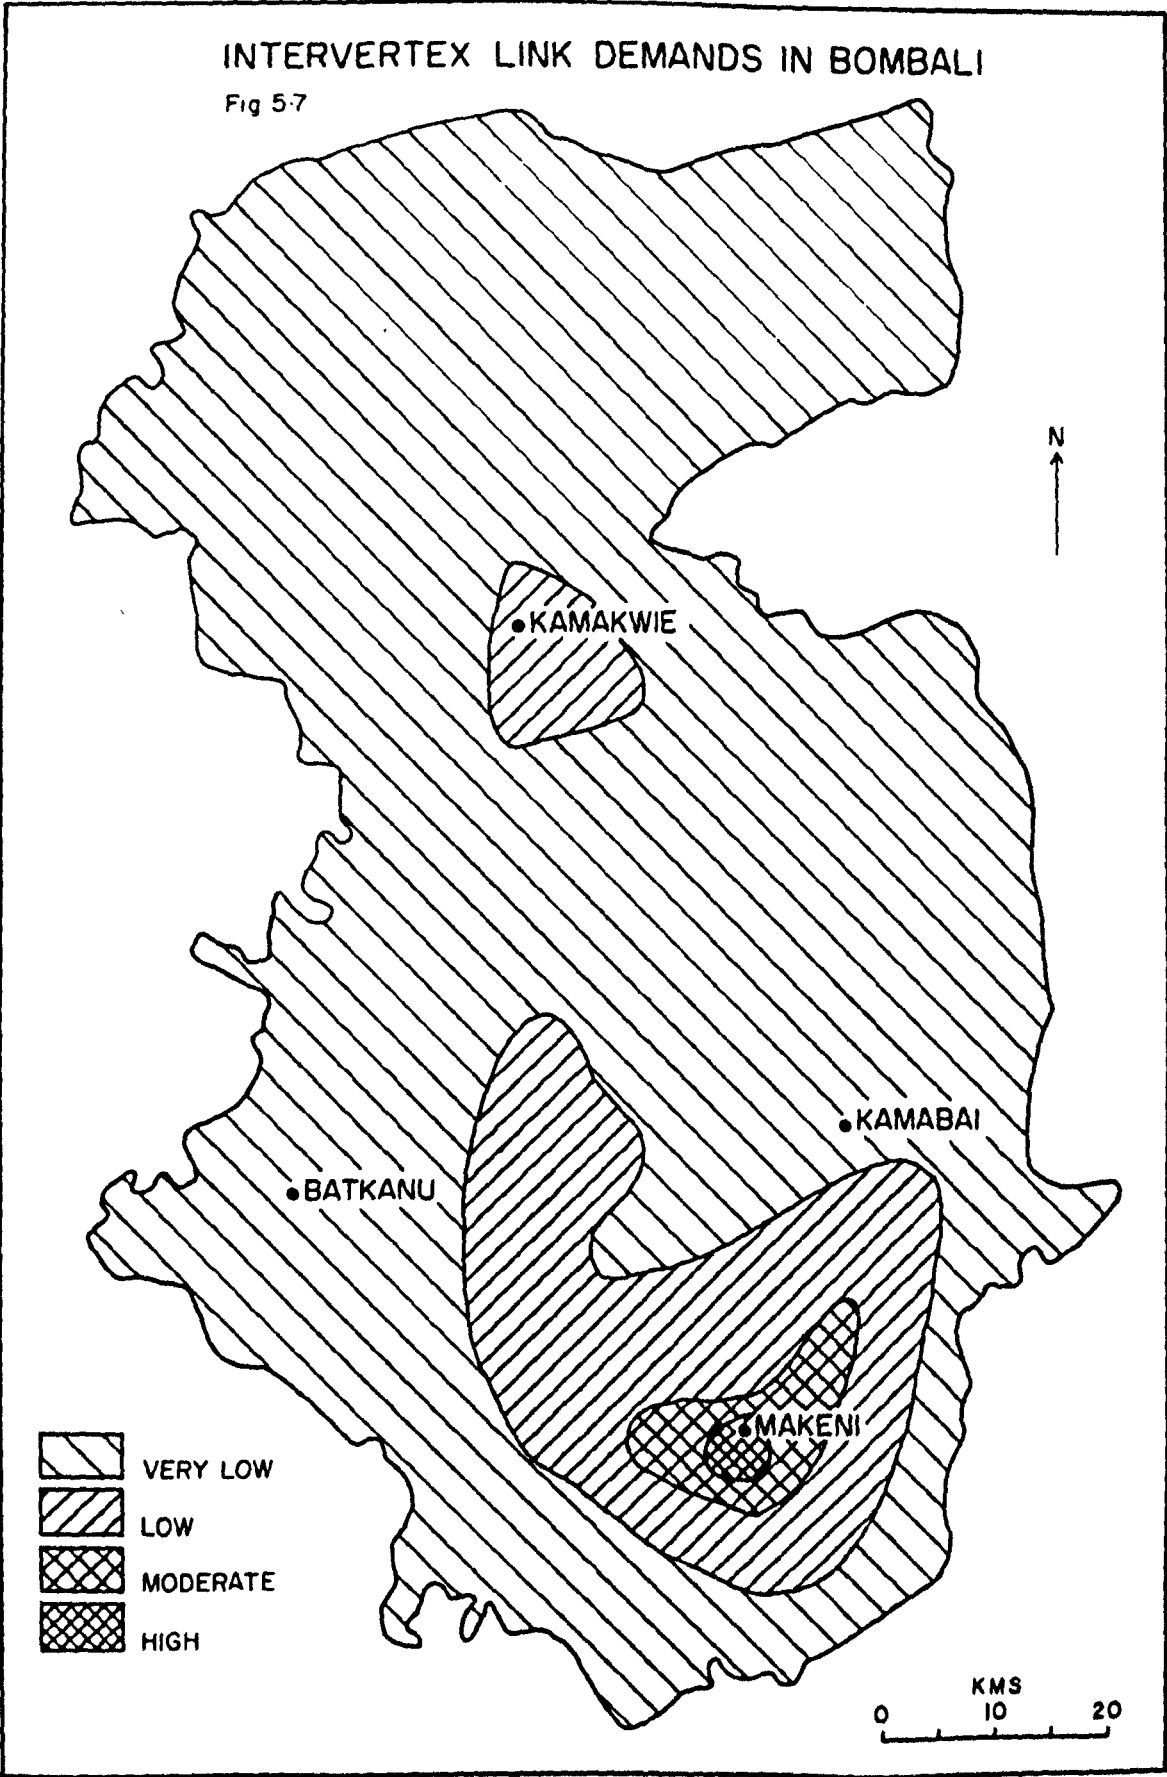 INTERVERTEX LINK DEMANDS IN BOMBALI
Fig 5·7
N
KAMAKWIE
KAMABAI
BATKANU
MAKENI
VERY LOW
LOW
MODERATE
HIGH
KMS
0 10 20